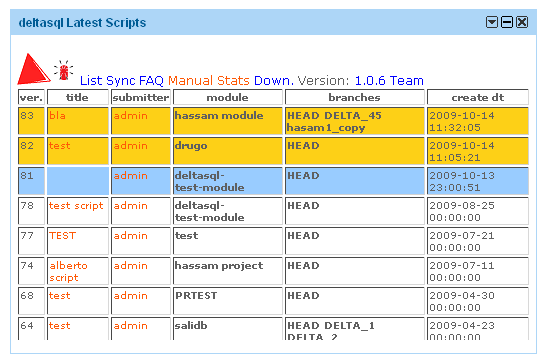 deltasql Latest Scripts
List Sync FAQ Manual Stats Down. Version: 1.0.6 Team
ver. title submitter module branches create dt
83 bla admin hassam module HEAD DELTA_45 2009-10-14
hasam1_copy 11:32:05
82 test admin drugo HEAD 2009-10-14
11:05:21
81 admin deltasql- HEAD 2009-10-13
test-module 23:00:51
78 test script admin deltasql- HEAD 2009-08-25
test-module 00:00:00
77 TEST admin test HEAD 2009-07-21
00:00:00
74 alberto admin hassam project HEAD 2009-07-11
script 00:00:00
68 test admin PRTEST HEAD 2009-04-30
00:00:00
64 test admin salidb HEAD DELTA_1 2009-04-23
DELTA_2 00:00:00